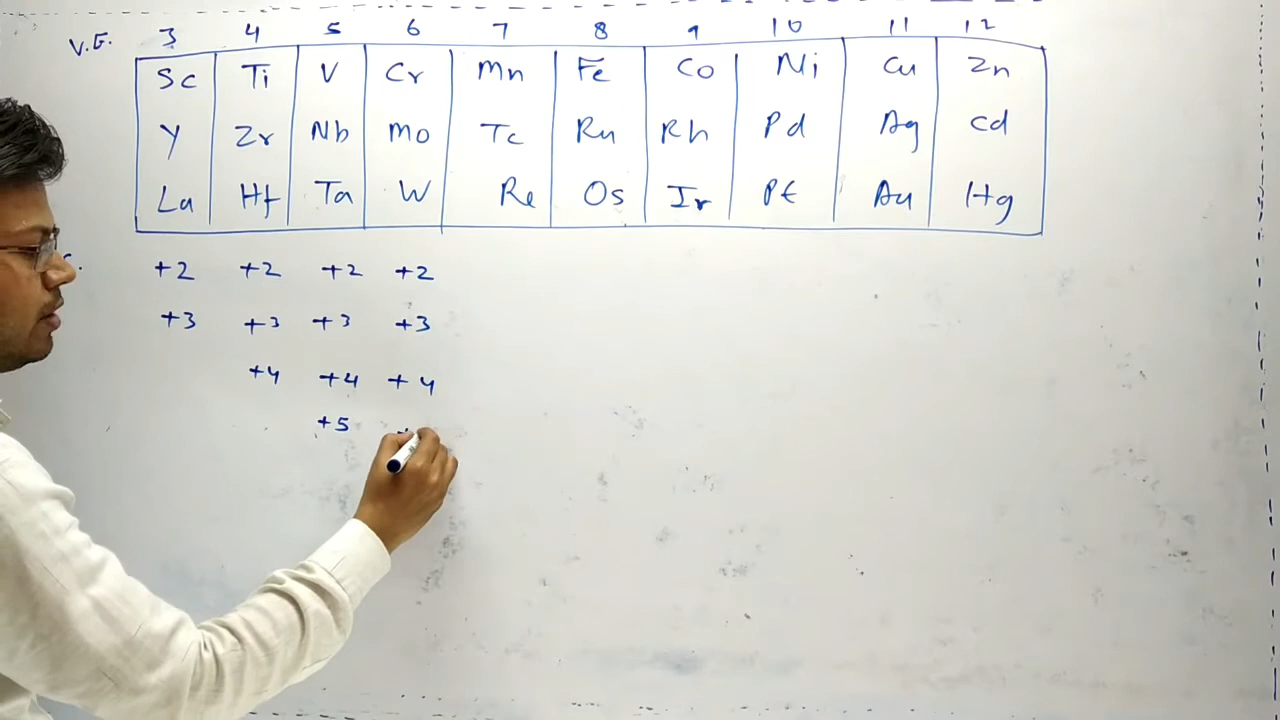 V.E. 3 4 5 6 7 8 9 10 11 12
Sc Ti V Cr Mn Fe Co Ni Cu Zn
Y Zr Nb Mo Tc Ru Rh Pd Ag Cd
La Hf Ta W Re Os Ir Pt Au Hg
+2 +2 +2 +2
+3 +3 +3 +3
+4 +4 +4
+5